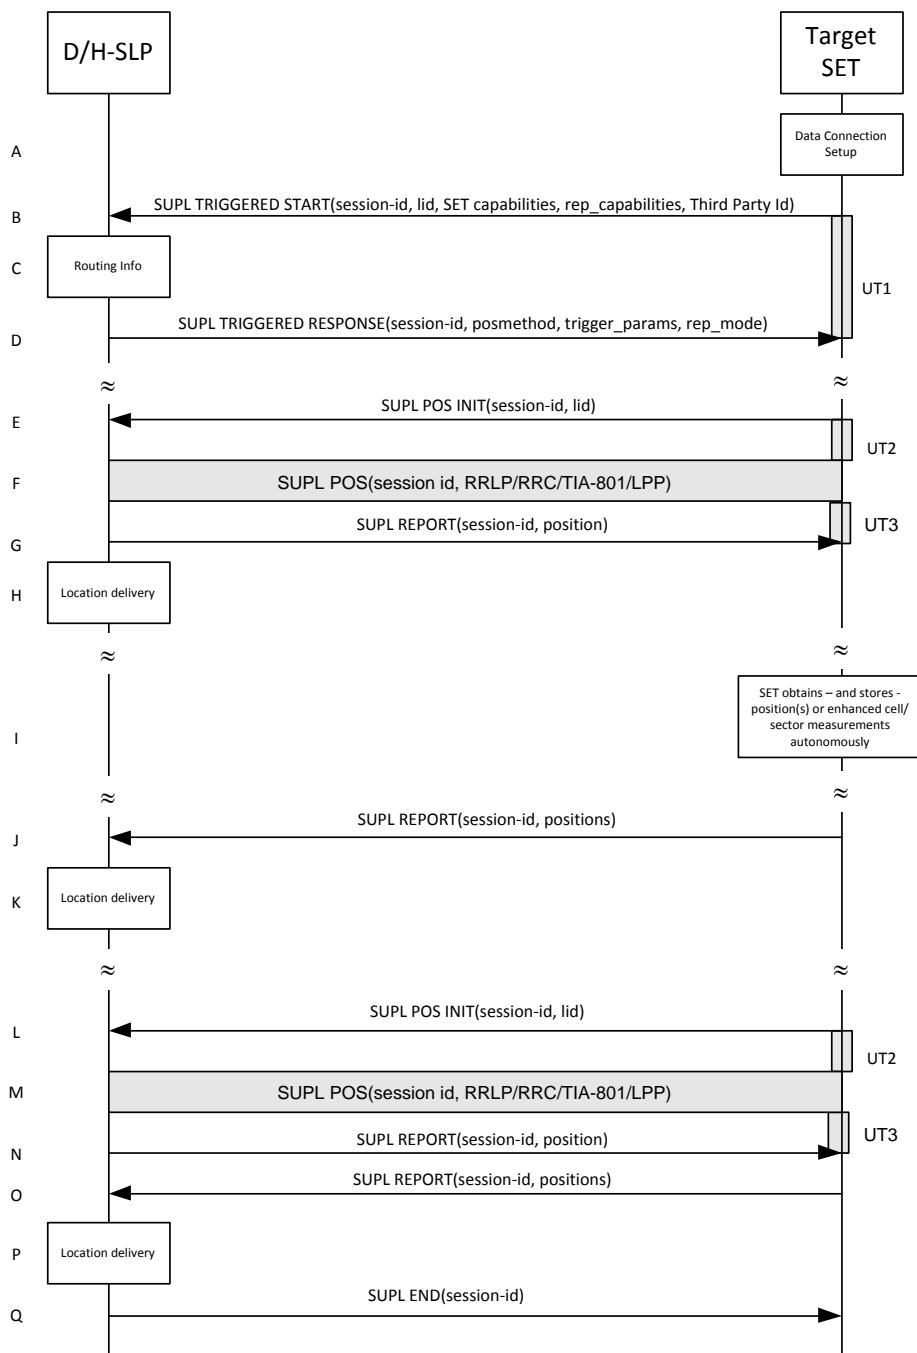 D/H-SLP
Target
SET
A
Data Connection
Setup
B
SUPL TRIGGERED START(session-id, lid, SET capabilities, rep_capabilities, Third Party Id)
C
Routing Info
UT1
D
SUPL TRIGGERED RESPONSE(session-id, posmethod, trigger_params, rep_mode)
≈
≈
E
SUPL POS INIT(session-id, lid)
UT2
F
SUPL POS(session id, RRLP/RRC/TIA-801/LPP)
G
SUPL REPORT(session-id, position)
UT3
H
Location delivery
≈
≈
SET obtains – and stores -
position(s) or enhanced cell/
sector measurements
autonomously
I
≈
≈
J
SUPL REPORT(session-id, positions)
K
Location delivery
≈
≈
L
SUPL POS INIT(session-id, lid)
UT2
M
SUPL POS(session id, RRLP/RRC/TIA-801/LPP)
N
SUPL REPORT(session-id, position)
UT3
O
SUPL REPORT(session-id, positions)
P
Location delivery
Q
SUPL END(session-id)